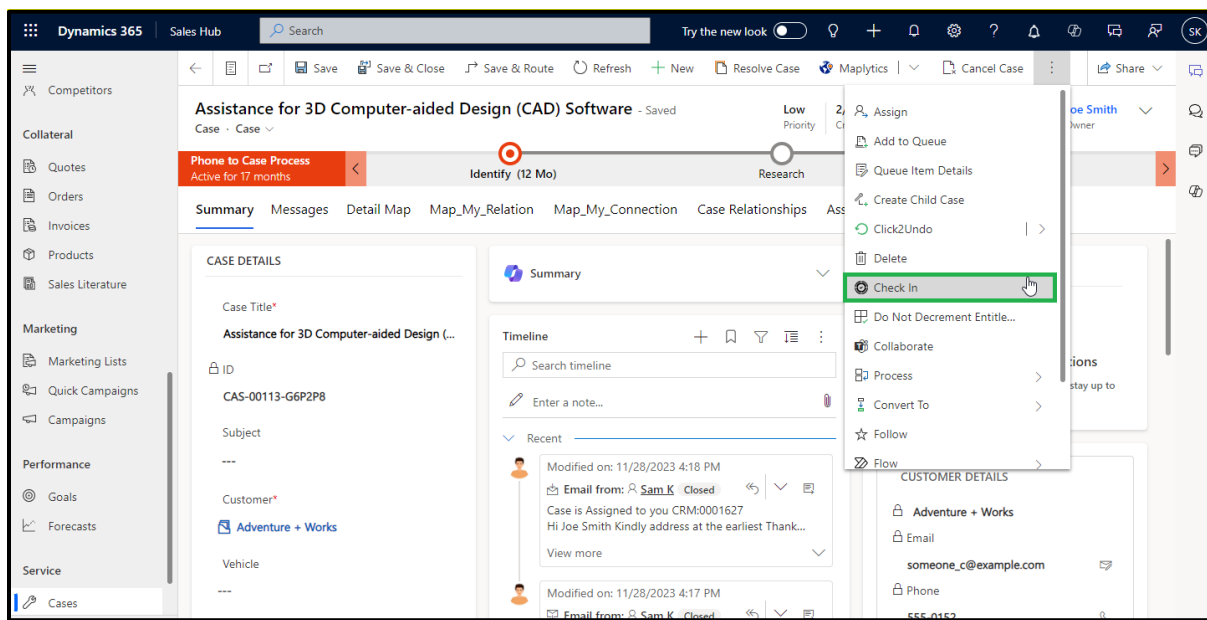 Dynamics 365
Sales Hub
Search
Try the new look
SK
Save
Save & Close
Save & Route
Refresh
New
Resolve Case
Maplytics
Cancel Case
Share
Competitors
Collateral
Quotes
Orders
Invoices
Products
Sales Literature
Marketing
Marketing Lists
Quick Campaigns
Campaigns
Performance
Goals
Forecasts
Service
Cases
Assistance for 3D Computer-aided Design (CAD) Software - Saved
Case · Case
Low
Priority
2/
Smith
Phone to Case Process
Active for 17 months
Identify (12 Mo)
Research
Summary Messages Detail Map Map_My_Relation Map_My_Connection Case Relationships
CASE DETAILS
Case Title*
Assistance for 3D Computer-aided Design (...
ID
CAS-00113-G6P2P8
Subject
---
Customer*
Adventure + Works
Vehicle
---
Summary
Timeline
Search timeline
Enter a note...
Recent
Modified on: 11/28/2023 4:18 PM
Email from: Sam K Closed
Case is Assigned to you CRM:0001627
Hi Joe Smith Kindly address at the earliest Thank...
View more
Modified on: 11/28/2023 4:17 PM
Email from: Sam K Closed
Assign
Add to Queue
Queue Item Details
Create Child Case
Click2Undo
Delete
Check In
Do Not Decrement Entitle...
Collaborate
Process
Convert To
Follow
Flow
stay up to
CUSTOMER DETAILS
Adventure + Works
Email
someone_c@example.com
Phone
555-0152